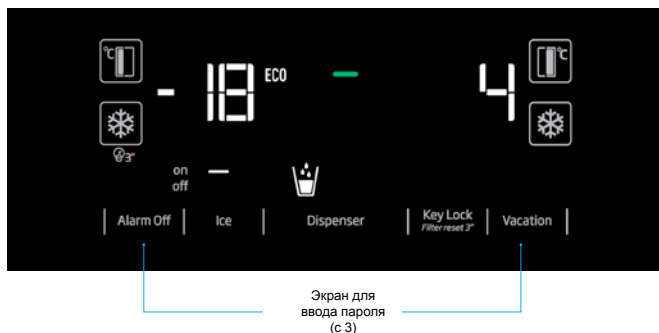 °C
°C
- 18 ECO
4
3"
on
off
Alarm Off Ice Dispenser Key Lock Vacation
Filter reset 3"
Экран для
ввода пароля
(с 3)